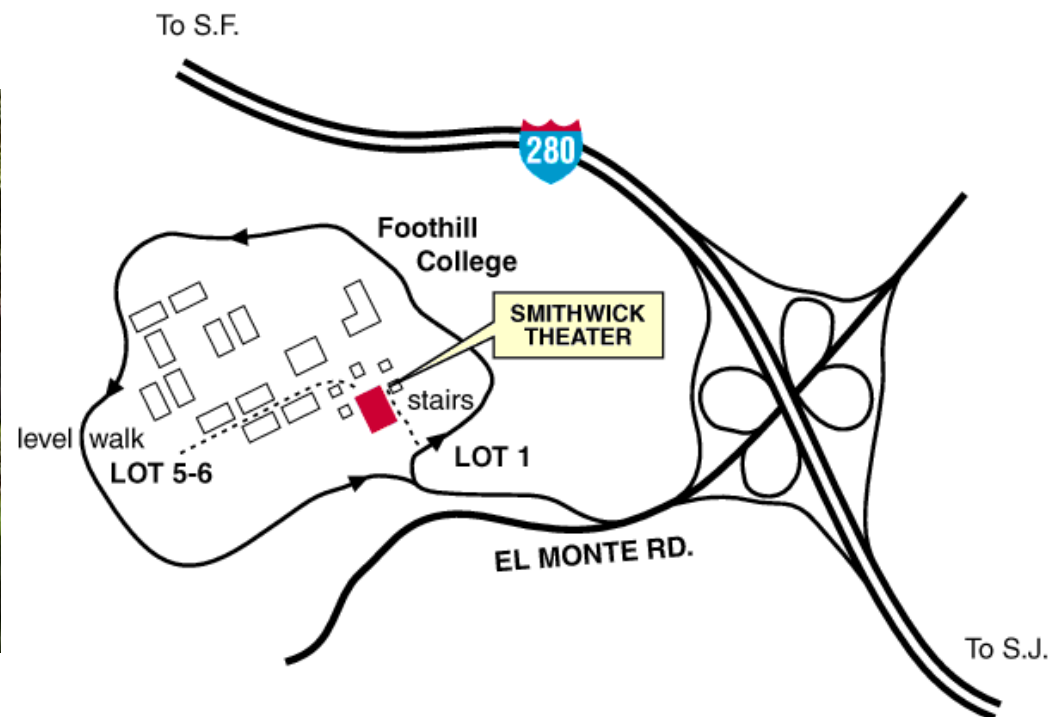 To S.F.
280
Foothill
College
SMITHWICK
THEATER
stairs
level walk
LOT 5-6
LOT 1
EL MONTE RD.
To S.J.